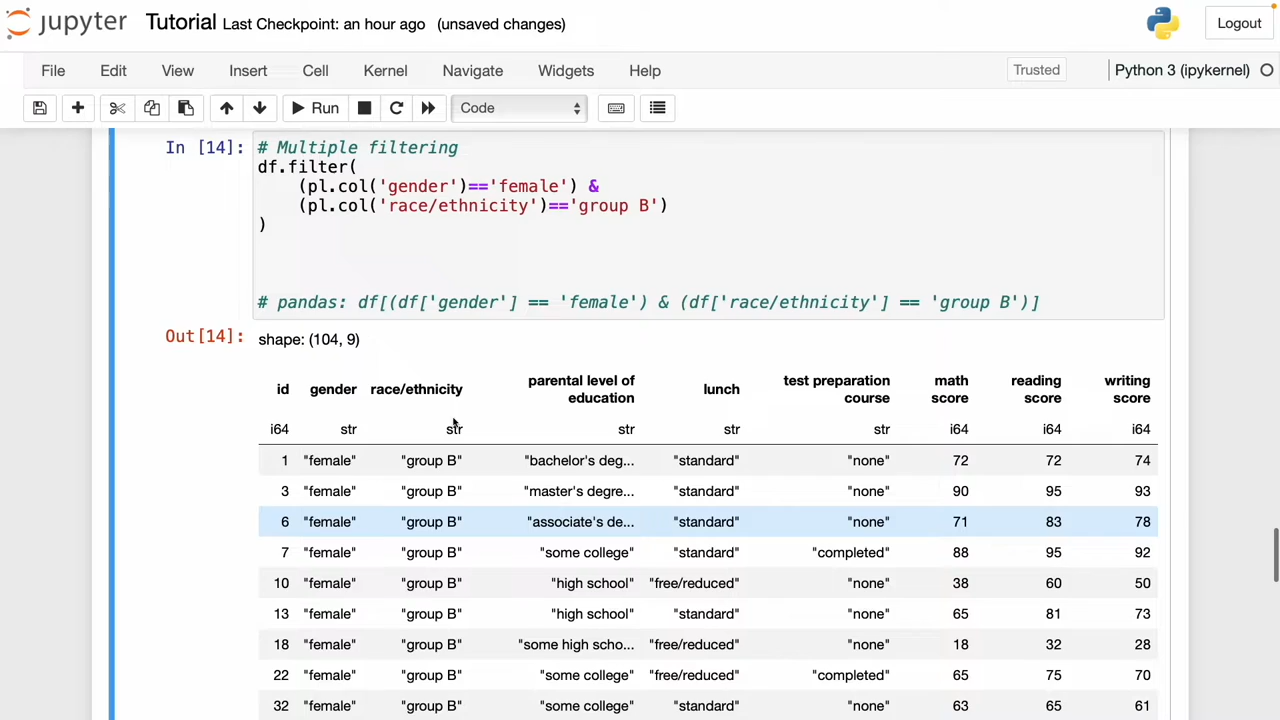 jupyter Tutorial Last Checkpoint: an hour ago (unsaved changes) Logout
File Edit View Insert Cell Kernel Navigate Widgets Help Trusted Python 3 (ipykernel)
Run Code
In [14]: # Multiple filtering
df.filter(
(pl.col('gender')=='female') &
(pl.col('race/ethnicity')=='group B')
)
# pandas: df[(df['gender'] == 'female') & (df['race/ethnicity'] == 'group B')]
Out[14]: shape: (104, 9)
id gender race/ethnicity parental level of education lunch test preparation course math score reading score writing score
i64 str str str str str i64 i64 i64
1 "female" "group B" "bachelor's deg... "standard" "none" 72 72 74
3 "female" "group B" "master's degre... "standard" "none" 90 95 93
6 "female" "group B" "associate's de... "standard" "none" 71 83 78
7 "female" "group B" "some college" "standard" "completed" 88 95 92
10 "female" "group B" "high school" "free/reduced" "none" 38 60 50
13 "female" "group B" "high school" "standard" "none" 65 81 73
18 "female" "group B" "some high scho... "free/reduced" "none" 18 32 28
22 "female" "group B" "some college" "free/reduced" "completed" 65 75 70
32 "female" "group B" "some college" "standard" "none" 63 65 61